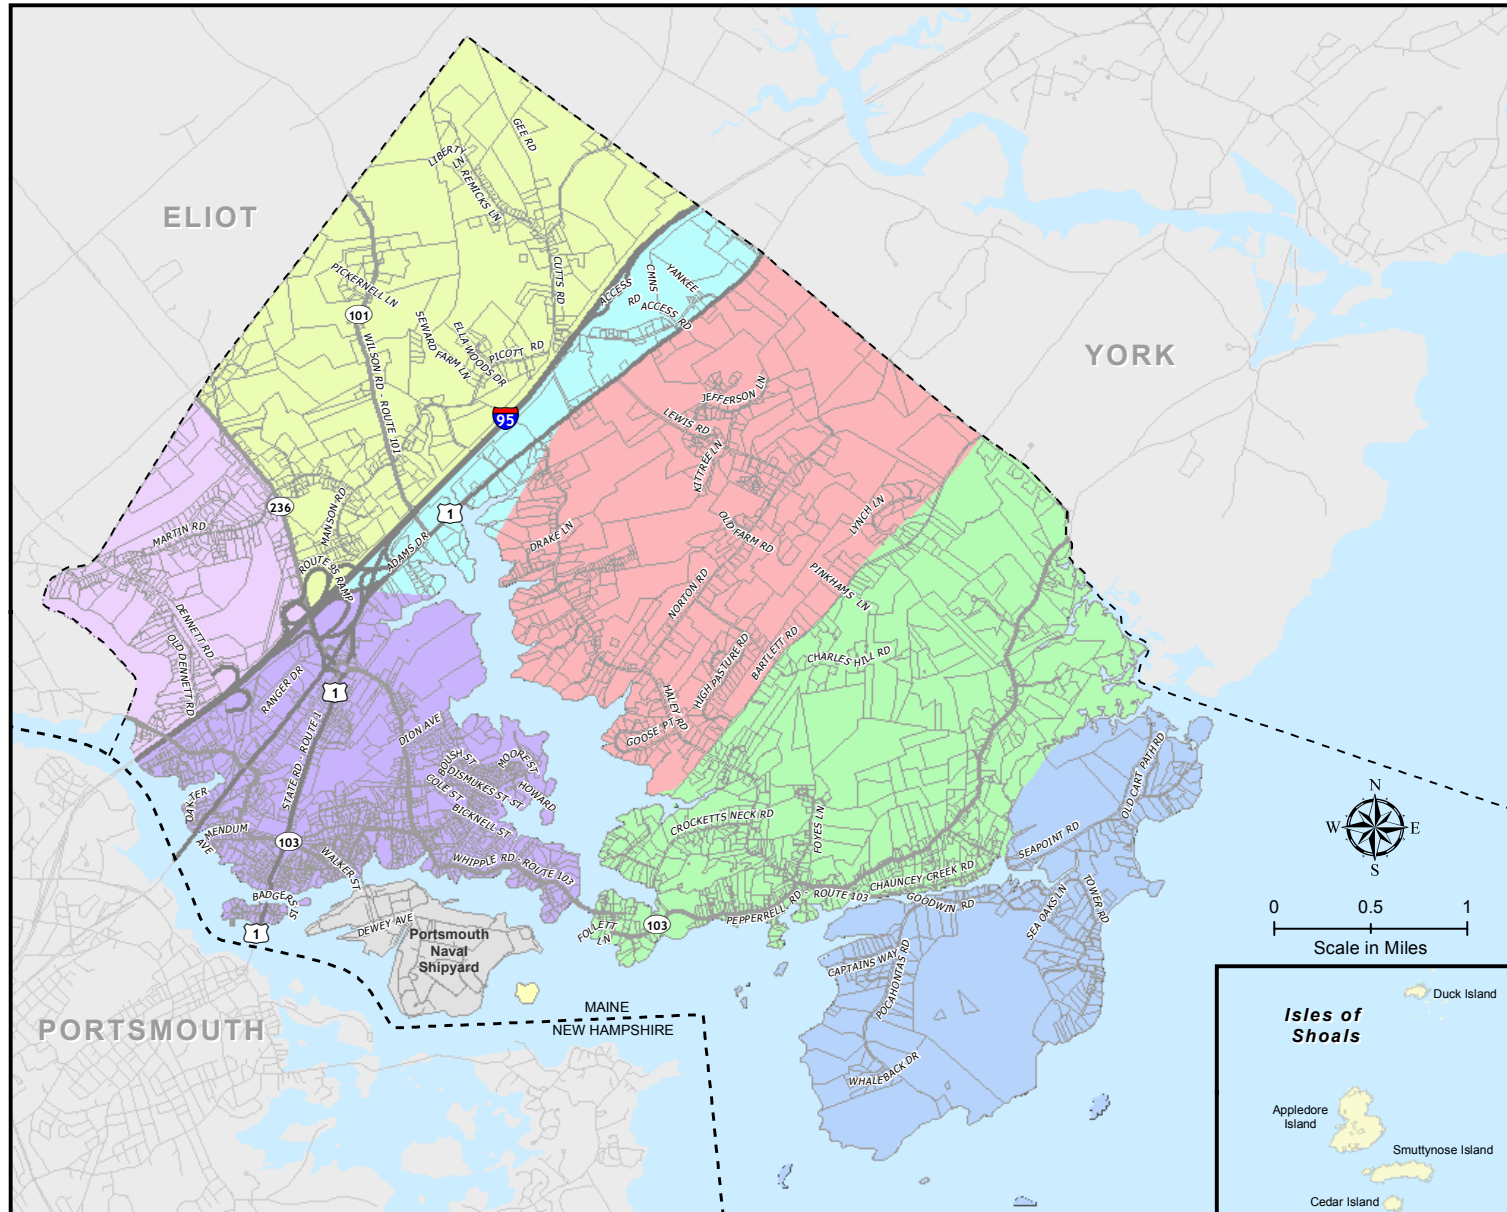 ELIOT
YORK
PORTSMOUTH
GEE RD
LIBERTY
LN
REMICKS LN
CUTTS RD
PICKERNELL LN
101
WILSON RD - ROUTE 101
SEWARD
FARM LN
ELLA WOODS DR
PICOTT RD
ACCESS
RD
CMNS
YANKEE
ACCESS RD
95
1
236
MARTIN RD
MANSON RD
ROUTE 95 RAMP
ADAMS DR
DENNETT RD
OLD DENNETT RD
RANGER DR
1
STATE RD - ROUTE 1
DION AVE
BOUSH ST
MOORE ST
DISMUKES ST
ST
HOWARD
COLE ST
BICKNELL ST
OAK TER
MENDUM
AVE
103
WALKER ST
WHIPPLE RD - ROUTE 103
BADGERS
ST
1
DEWEY AVE
Portsmouth
Naval
Shipyard
JEFFERSON LN
LEWIS RD
KITTREE LN
DRAKE LN
OLD FARM RD
LYNCH LN
NORTON RD
PINKHAMS LN
HIGH PASTURE RD
BARTLETT RD
HALEY RD
GOOSE PT
CHARLES HILL RD
CROCKETTS NECK RD
FOYES LN
FOLLETT
LN
103
PEPPERRELL RD - ROUTE 103
CHAUNCEY CREEK RD
GOODWIN RD
SEAPOINT RD
OLD CART PATH RD
SEA OAKS LN
TOWER RD
CAPTAINS WAY
POCAHONTAS RD
WHALEBACK DR
MAINE
NEW HAMPSHIRE
N
W E
S
0 0.5 1
Scale in Miles
Isles of
Shoals
Duck Island
Appledore
Island
Smuttynose Island
Cedar Island